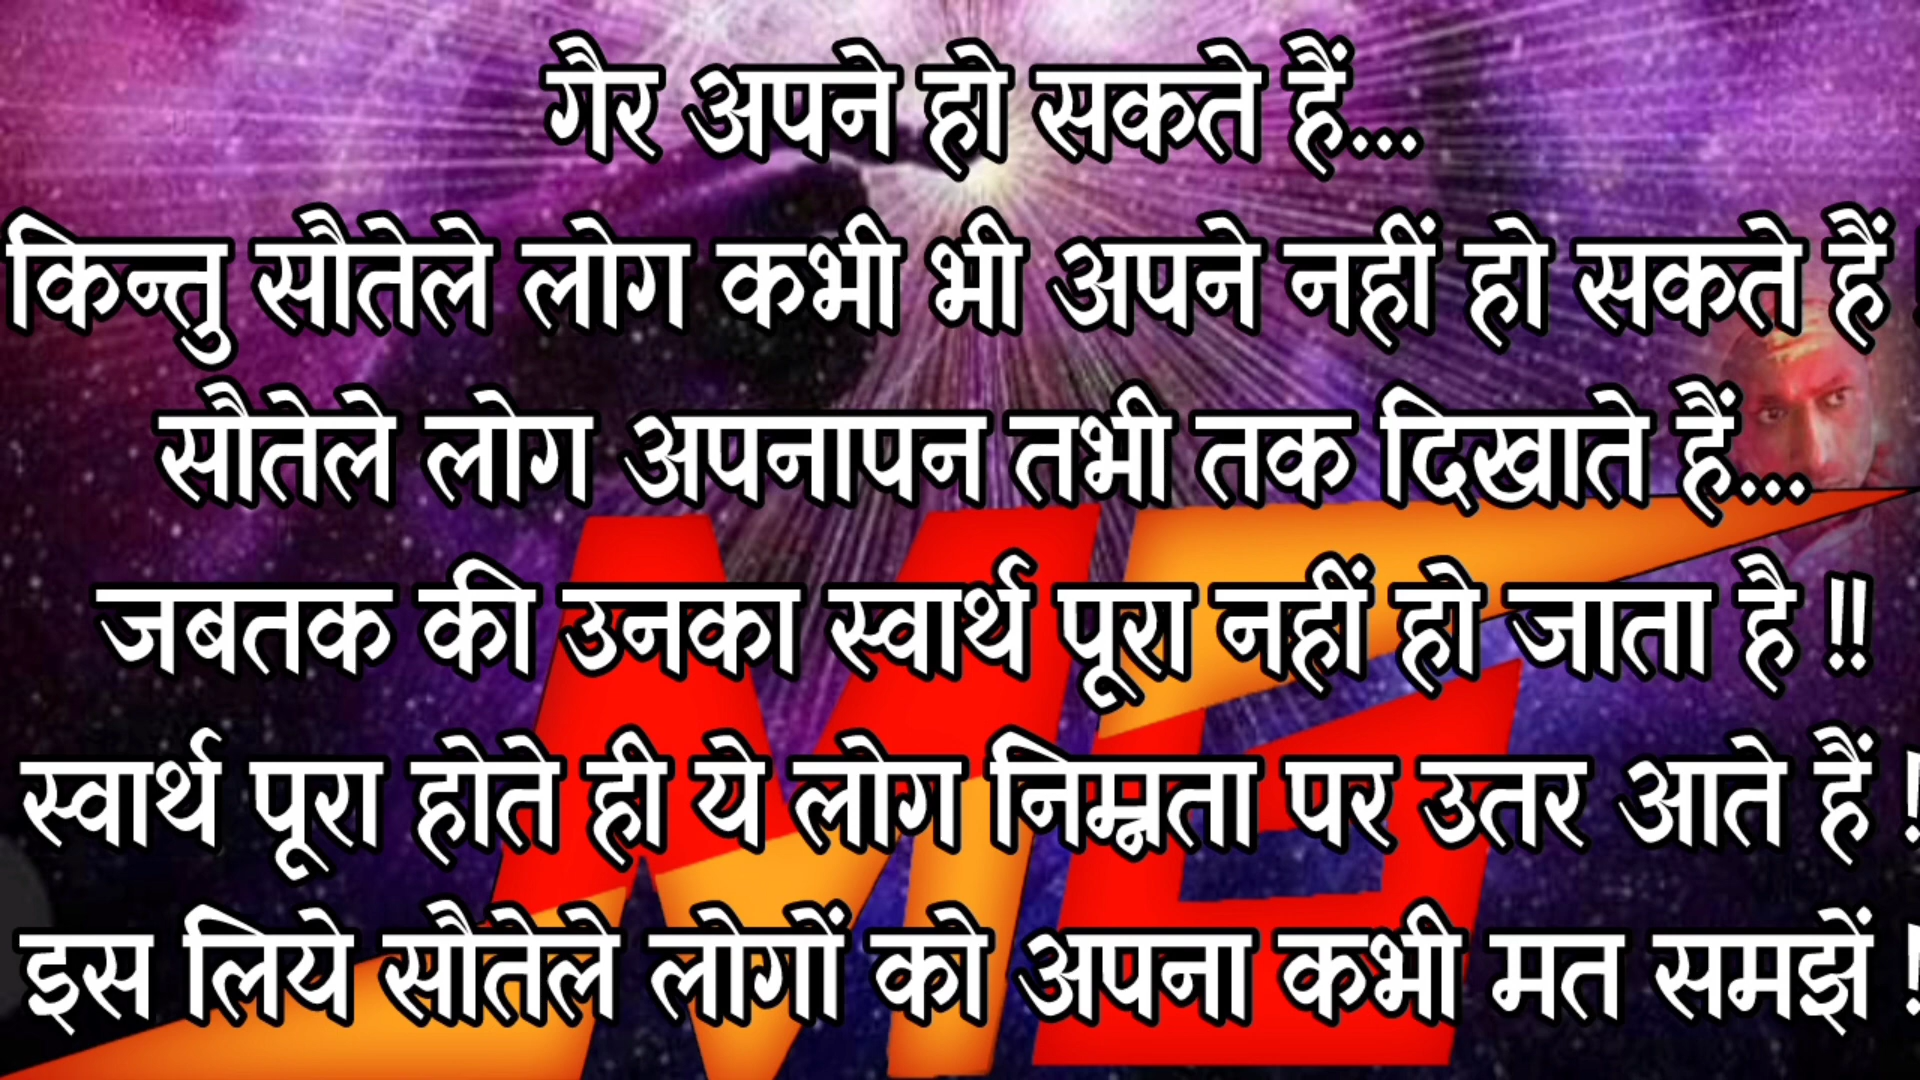 गैर अपने हो सकते हैं...
किन्तु सौतेले लोग कभी भी अपने नहीं हो सकते हैं
सौतेले लोग अपनापन तभी तक दिखाते हैं...
जबतक की उनका स्वार्थ पूरा नहीं हो जाता है !!
स्वार्थ पूरा होते ही ये लोग निम्नता पर उतर आते हैं !
इस लिये सौतेले लोगों को अपना कभी मत समझें !